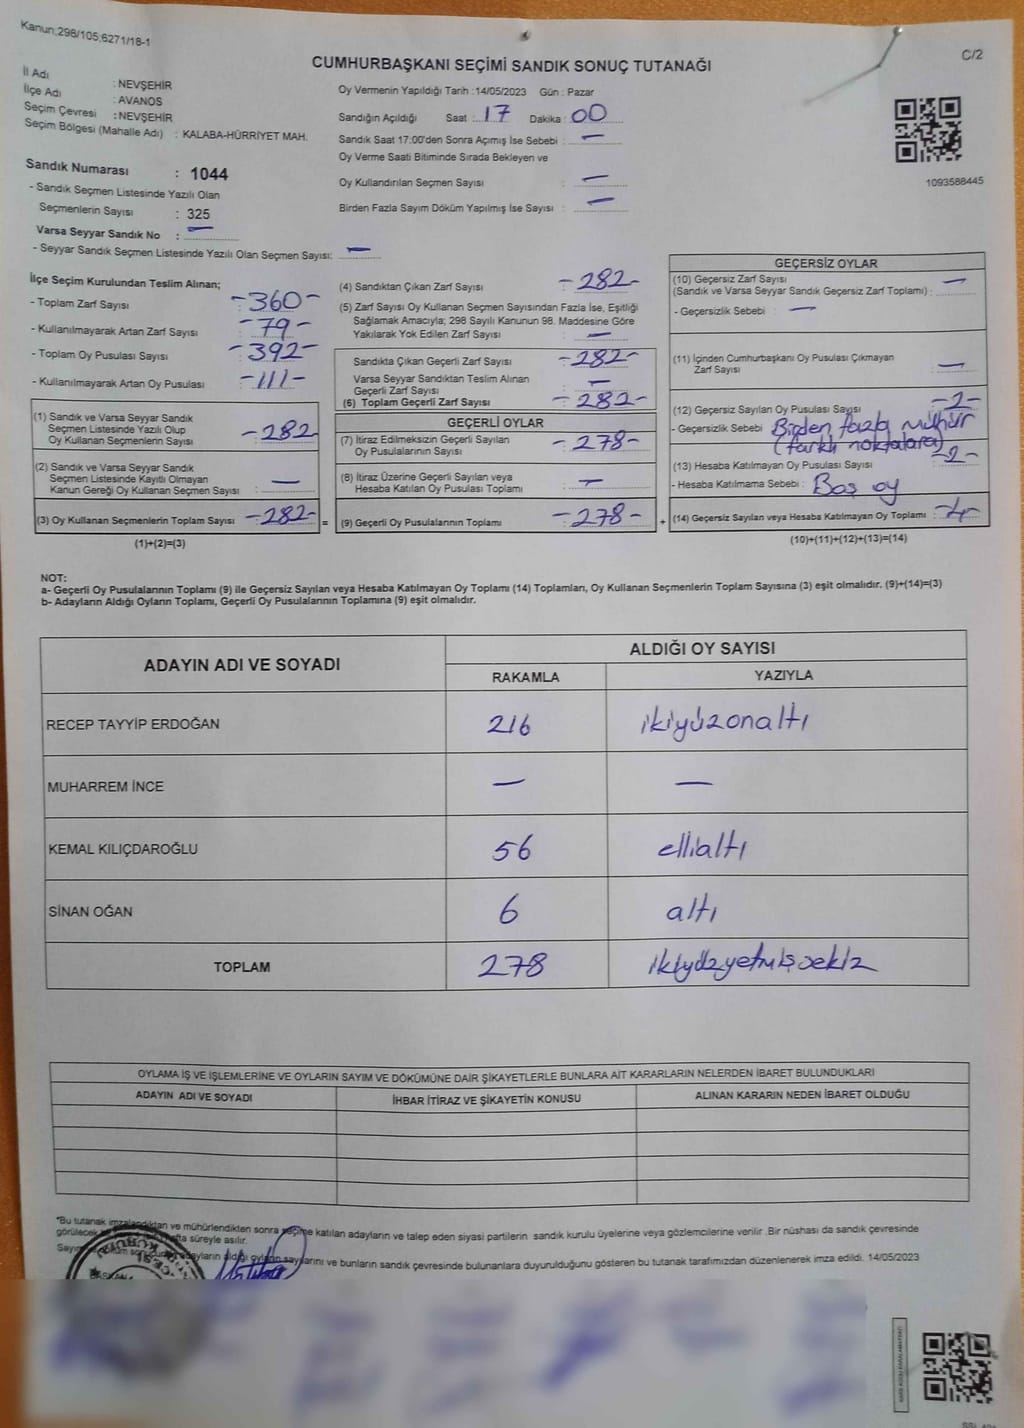 Kanun;298/105;6271/18-1
C/2
CUMHURBAŞKANI SEÇİMİ SANDIK SONUÇ TUTANAĞI
İl Adı : NEVŞEHİR
İlçe Adı : AVANOS
Seçim Çevresi : NEVŞEHİR
Seçim Bölgesi (Mahalle Adı) : KALABA-HÜRRİYET MAH.
Oy Vermenin Yapıldığı Tarih :14/05/2023 Gün : Pazar
Sandığın Açıldığı Saat :..17 Dakika : 00
Sandık Saat 17:00'den Sonra Açımış İse Sebebi : —
Oy Verme Saati Bitiminde Sırada Bekleyen ve
Oy Kullandırılan Seçmen Sayısı : —
Birden Fazla Sayım Döküm Yapılmış İse Sayısı : —
1093588445
Sandık Numarası : 1044
- Sandık Seçmen Listesinde Yazılı Olan
Seçmenlerin Sayısı : 325
Varsa Seyyar Sandık No : —
- Seyyar Sandık Seçmen Listesinde Yazılı Olan Seçmen Sayısı: —
İlçe Seçim Kurulundan Teslim Alınan;
- Toplam Zarf Sayısı -360-
- Kullanılmayarak Artan Zarf Sayısı -79-
- Toplam Oy Pusulası Sayısı -392-
- Kullanılmayarak Artan Oy Pusulası -111-
(1) Sandık ve Varsa Seyyar Sandık
Seçmen Listesinde Yazılı Olup
Oy Kullanan Seçmenlerin Sayısı -282-
(2) Sandık ve Varsa Seyyar Sandık
Seçmen Listesinde Kayıtlı Olmayan
Kanun Gereği Oy Kullanan Seçmen Sayısı : —
(3) Oy Kullanan Seçmenlerin Toplam Sayısı -282- =
(1)+(2)=(3)
(4) Sandıktan Çıkan Zarf Sayısı -282-
(5) Zarf Sayısı Oy Kullanan Seçmen Sayısından Fazla İse, Eşitliği
Sağlamak Amacıyla; 298 Sayılı Kanunun 98. Maddesine Göre
Yakılarak Yok Edilen Zarf Sayısı : —
Sandıkta Çıkan Geçerli Zarf Sayısı -282-
Varsa Seyyar Sandıktan Teslim Alınan
Geçerli Zarf Sayısı : —
(6) Toplam Geçerli Zarf Sayısı -282-
GEÇERLİ OYLAR
(7) İtiraz Edilmeksizin Geçerli Sayılan
Oy Pusulalarının Sayısı -278-
(8) İtiraz Üzerine Geçerli Sayılan veya
Hesaba Katılan Oy Pusulası Toplamı : —
(9) Geçerli Oy Pusulalarının Toplamı -278- +
GEÇERSİZ OYLAR
(10) Geçersiz Zarf Sayısı
(Sandık ve Varsa Seyyar Sandık Geçersiz Zarf Toplamı) : —
- Geçersizlik Sebebi : —
(11) İçinden Cumhurbaşkanı Oy Pusulası Çıkmayan
Zarf Sayısı : —
(12) Geçersiz Sayılan Oy Pusulası Sayısı -2-
- Geçersizlik Sebebi : Birden fazla mühür
(farklı noktalara)
(13) Hesaba Katılmayan Oy Pusulası Sayısı -2-
- Hesaba Katılmama Sebebi : Boş oy
(14) Geçersiz Sayılan veya Hesaba Katılmayan Oy Toplamı : -4-
(10)+(11)+(12)+(13)=(14)
NOT:
a- Geçerli Oy Pusulalarının Toplamı (9) ile Geçersiz Sayılan veya Hesaba Katılmayan Oy Toplamı (14) Toplamları, Oy Kullanan Seçmenlerin Toplam Sayısına (3) eşit olmalıdır. (9)+(14)=(3)
b- Adayların Aldığı Oyların Toplamı, Geçerli Oy Pusulalarının Toplamına (9) eşit olmalıdır.
ADAYIN ADI VE SOYADI ALDIĞI OY SAYISI
RAKAMLA YAZIYLA
RECEP TAYYİP ERDOĞAN 216 ikiyüzonaltı
MUHARREM İNCE — —
KEMAL KILIÇDAROĞLU 56 ellialtı
SİNAN OĞAN 6 altı
TOPLAM 278 ikiyüzyetmişsekiz
OYLAMA İŞ VE İŞLEMLERİNE VE OYLARIN SAYIM VE DÖKÜMÜNE DAİR ŞİKAYETLERLE BUNLARA AİT KARARLARIN NELERDEN İBARET BULUNDUKLARI
ADAYIN ADI VE SOYADI İHBAR İTİRAZ VE ŞİKAYETİN KONUSU ALINAN KARARIN NEDEN İBARET OLDUĞU
*Bu tutanak imzalandıktan ve mühürlendikten sonra seçime katılan adayların ve talep eden siyasi partilerin sandık kurulu üyelerine veya gözlemcilerine verilir .Bir nüshası da sandık çevresinde
görülecek süreyle asılır.
adayların aldığı oyların sayılarını ve bunların sandık çevresinde bulunanlara duyurulduğunu gösteren bu tutanak tarafımızdan düzenlenerek imza edildi. 14/05/2023